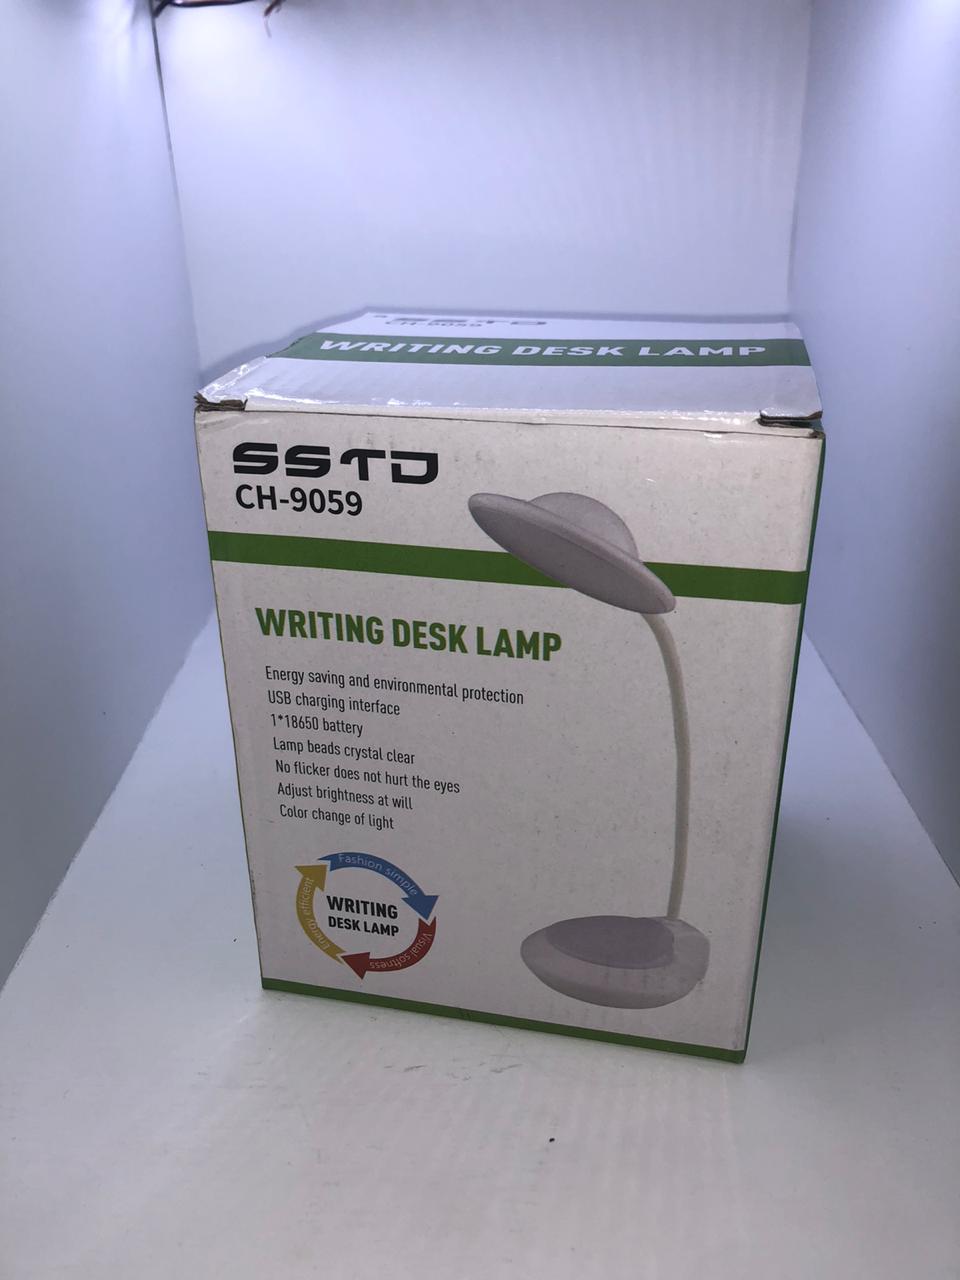 SSTD
CH-9059
WRITING DESK LAMP
SSTD
CH-9059
WRITING DESK LAMP
Energy saving and environmental protection
USB charging interface
1*18650 battery
Lamp beads crystal clear
No flicker does not hurt the eyes
Adjust brightness at will
Color change of light
Fashion simple
Energy efficient
WRITING
DESK LAMP
Visual softness